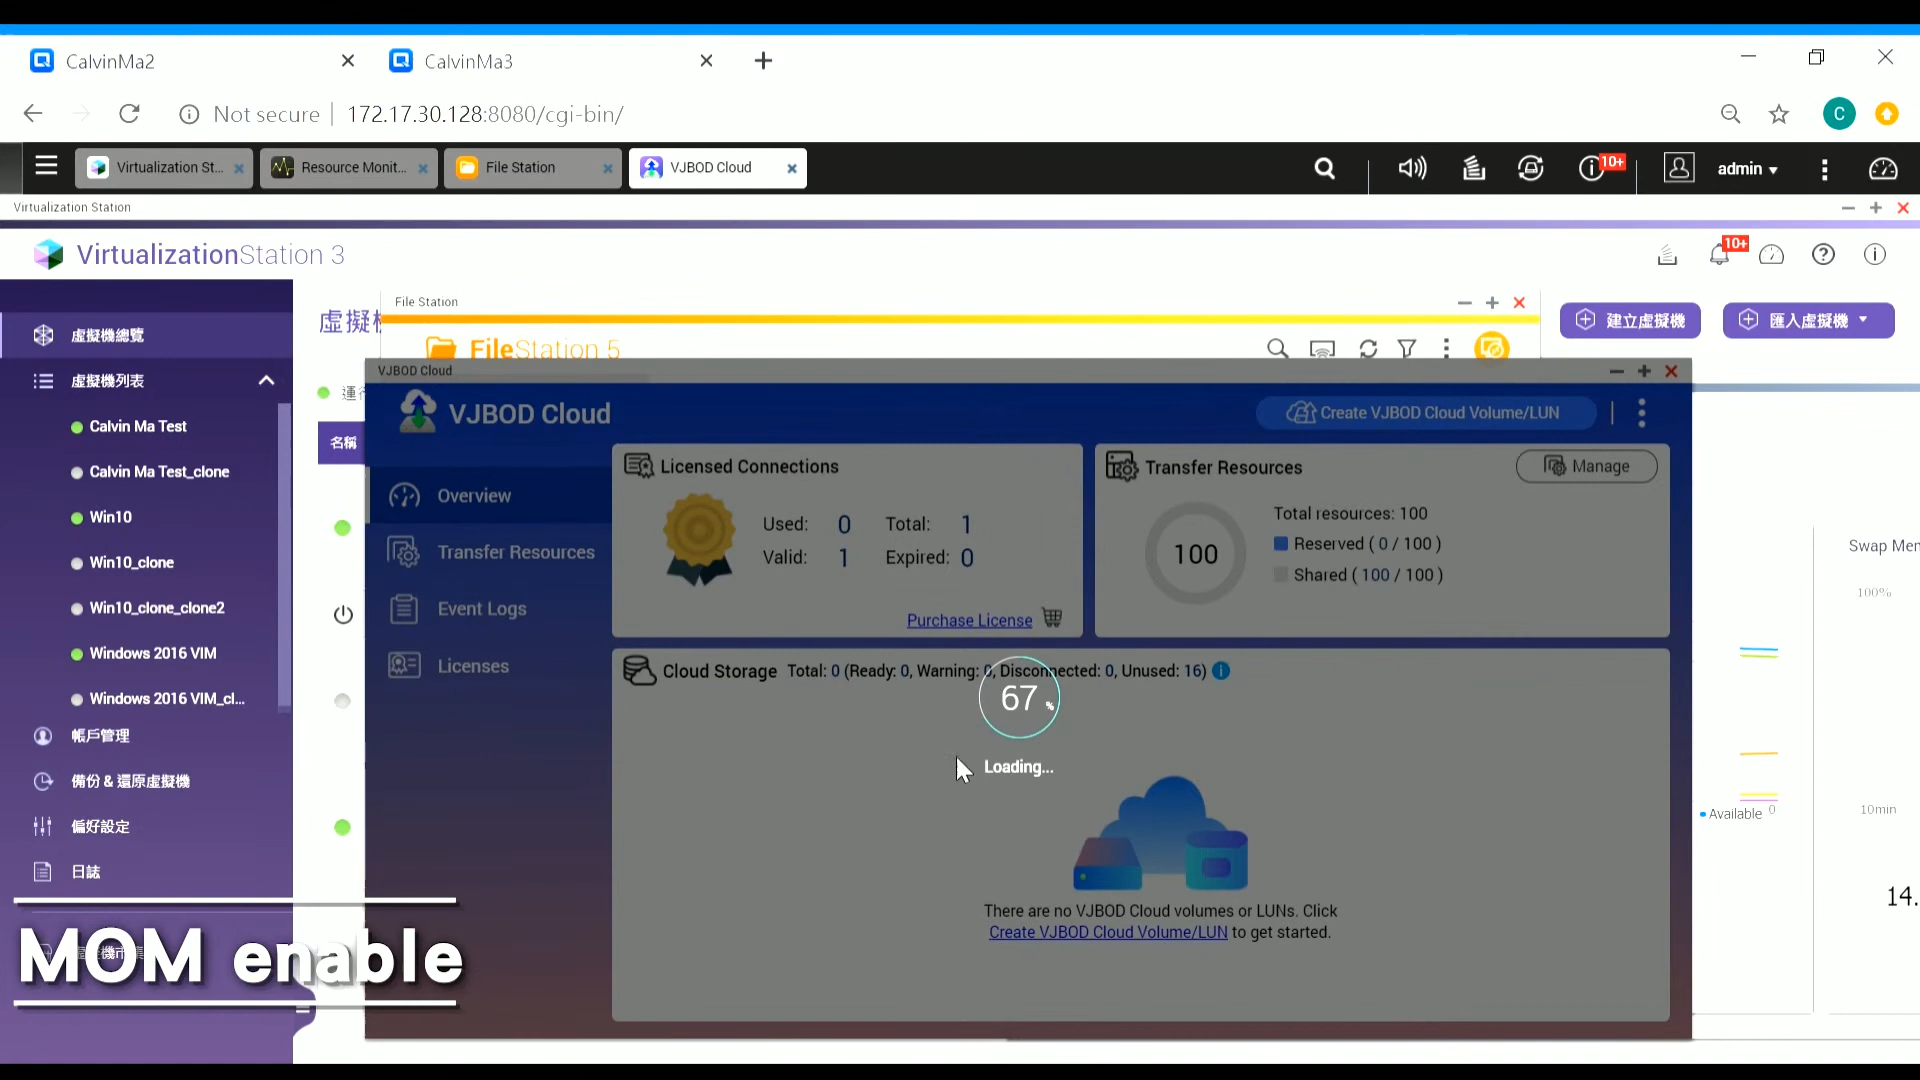 CalvinMa2
CalvinMa3
Not secure
172.17.30.128:8080/cgi-bin/
C
Virtualization St...
Resource Monit...
File Station
VJBOD Cloud
10+
admin
Virtualization Station
VirtualizationStation 3
10+
虛擬機總覽
虛擬機列表
Calvin Ma Test
Calvin Ma Test_clone
Win10
Win10_clone
Win10_clone_clone2
Windows 2016 VIM
Windows 2016 VIM_cl...
帳戶管理
備份 & 還原虛擬機
偏好設定
日誌
MOM enable
虛擬
名稱
File Station
FileStation 5
建立虛擬機
匯入虛擬機
VJBOD Cloud
VJBOD Cloud
Create VJBOD Cloud Volume/LUN
Overview
Transfer Resources
Event Logs
Licenses
Licensed Connections
Used: 0 Total: 1
Valid: 1 Expired: 0
Purchase License
Transfer Resources
Manage
100
Total resources: 100
Reserved ( 0 / 100 )
Shared ( 100 / 100 )
Cloud Storage Total: 0 (Ready: 0, Warning: 0, Disconnected: 0, Unused: 16)
67 %
Loading...
There are no VJBOD Cloud volumes or LUNs. Click
Create VJBOD Cloud Volume/LUN to get started.
Swap Mem
100%
Available
0
10min
14.